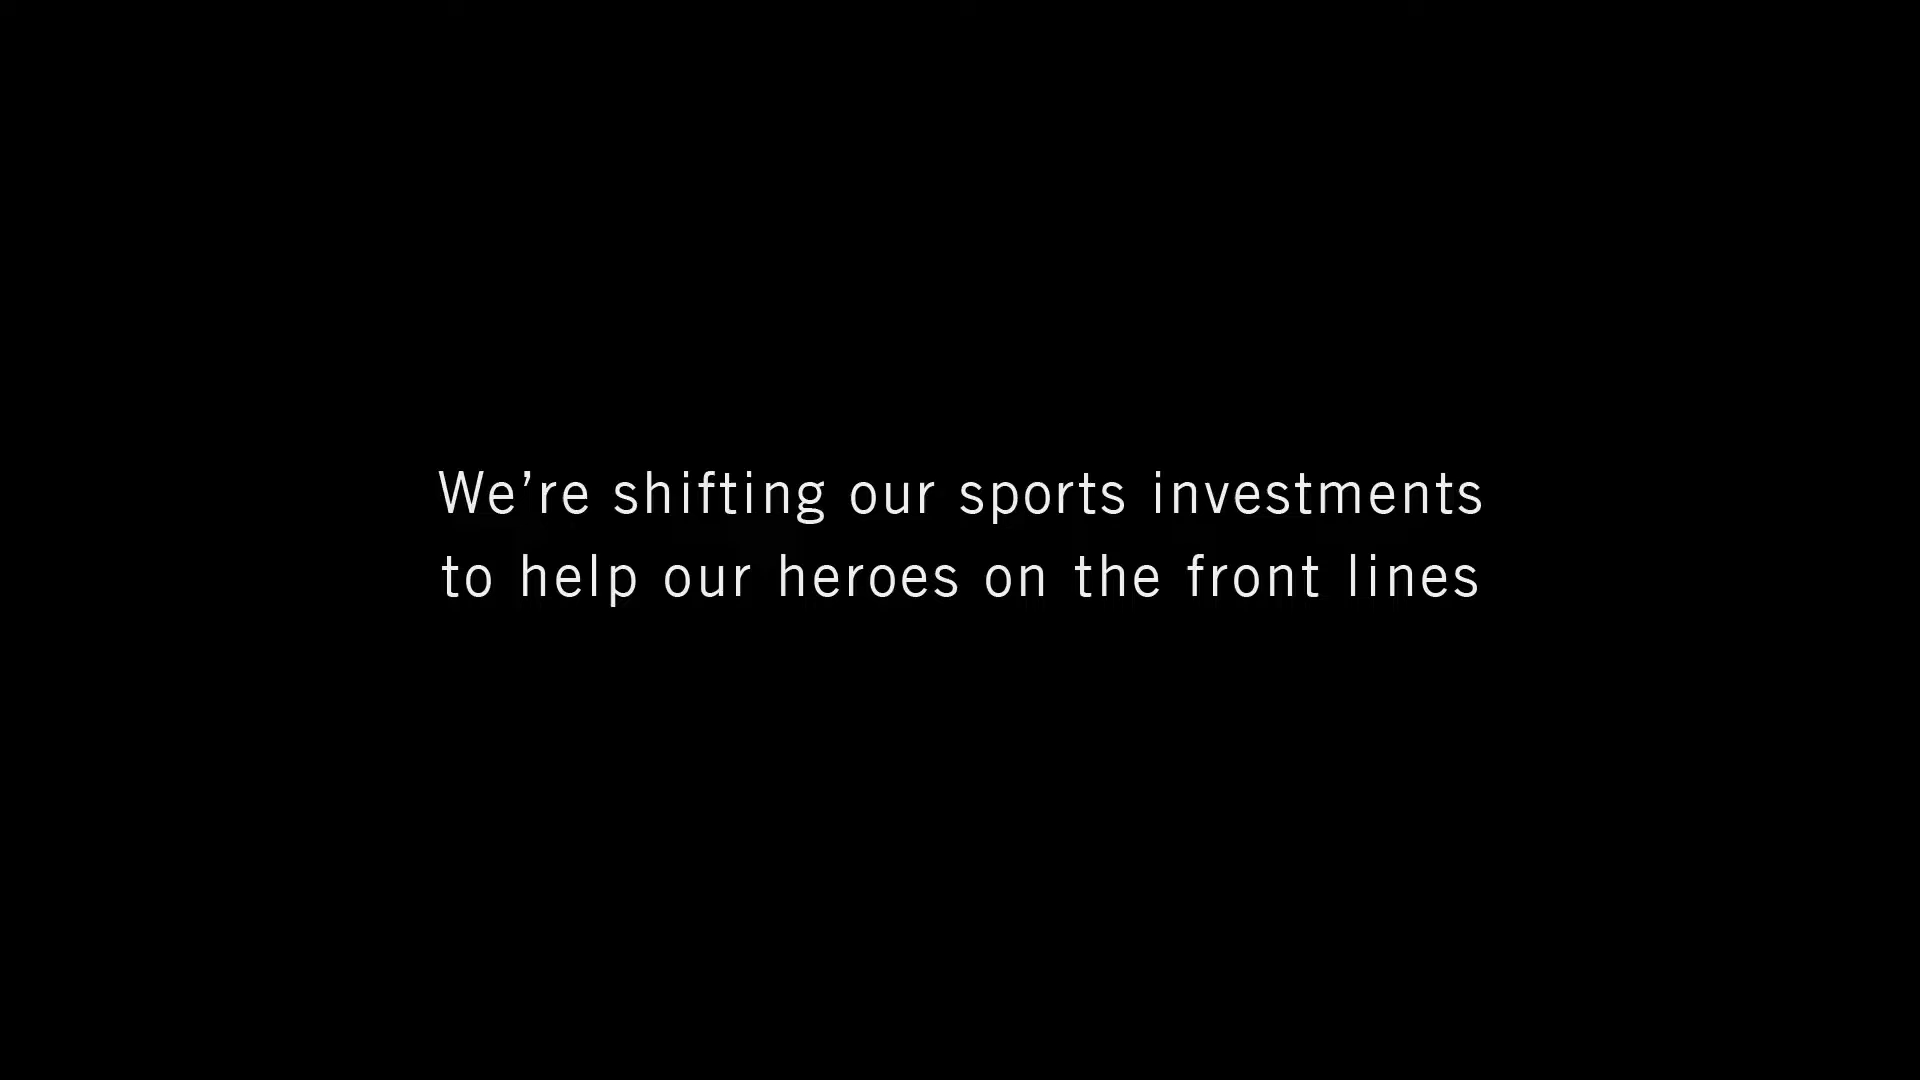 We’re shifting our sports investments
to help our heroes on the front lines